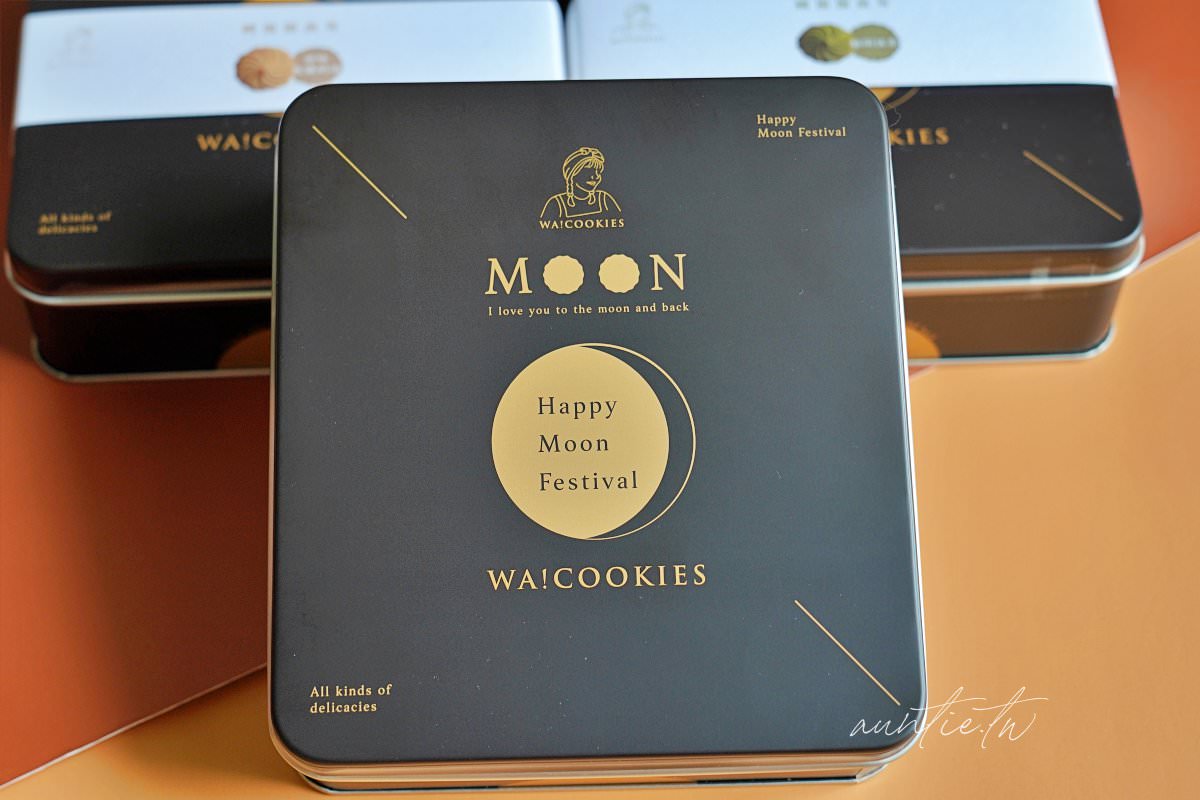 WA!CO
All kinds of
delicacies
KIES
Happy
Moon Festival
WA!COOKIES
MOON
I love you to the moon and back
Happy
Moon
Festival
WA!COOKIES
All kinds of
delicacies
auntie.tw